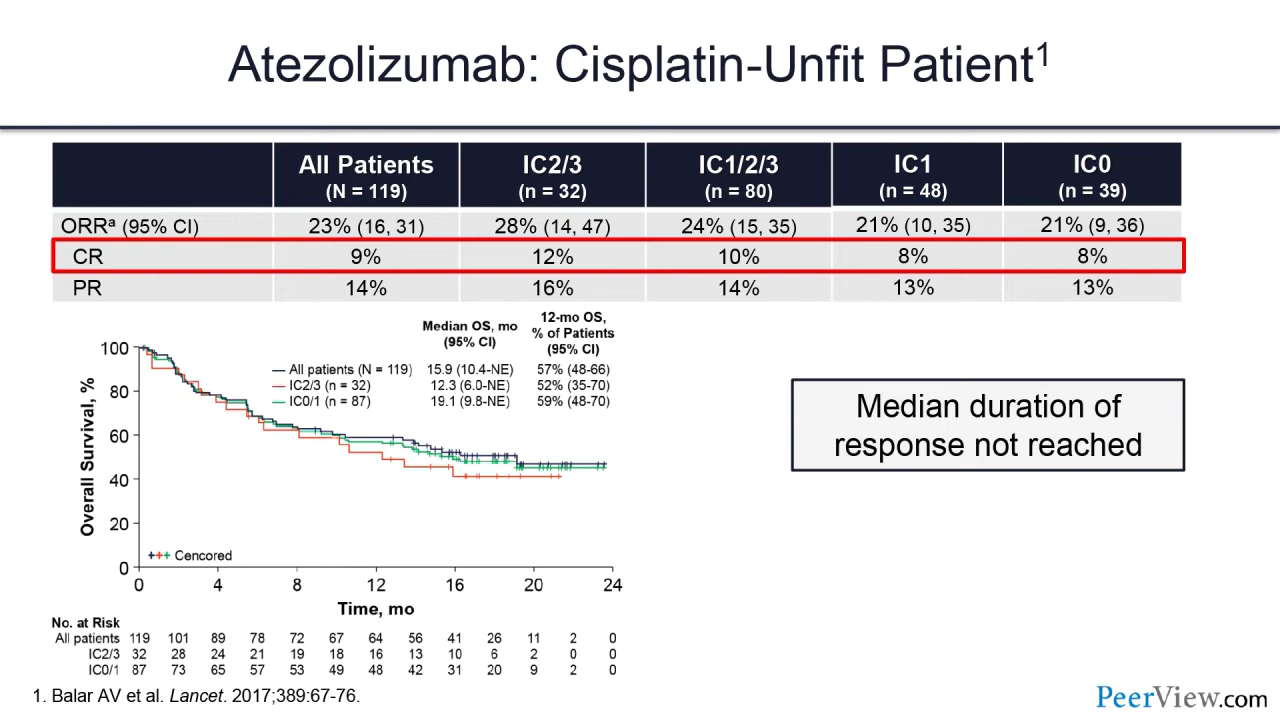 Atezolizumab: Cisplatin-Unfit Patient1
All Patients (N = 119) IC2/3 (n = 32) IC1/2/3 (n = 80) IC1 (n = 48) IC0 (n = 39)
ORRa (95% CI) 23% (16, 31) 28% (14, 47) 24% (15, 35) 21% (10, 35) 21% (9, 36)
CR 9% 12% 10% 8% 8%
PR 14% 16% 14% 13% 13%
Median OS, mo (95% CI) 12-mo OS, % of Patients (95% CI)
All patients (N = 119) 15.9 (10.4-NE) 57% (48-66)
IC2/3 (n = 32) 12.3 (6.0-NE) 52% (35-70)
IC0/1 (n = 87) 19.1 (9.8-NE) 59% (48-70)
Overall Survival, %
100
80
60
40
20
0
Cencored
0 4 8 12 16 20 24
Time, mo
No. at Risk
All patients 119 101 89 78 72 67 64 56 41 26 11 2 0
IC2/3 32 28 24 21 19 18 16 13 10 6 2 0 0
IC0/1 87 73 65 57 53 49 48 42 31 20 9 2 0
Median duration of
response not reached
1. Balar AV et al. Lancet. 2017;389:67-76.
PeerView.com